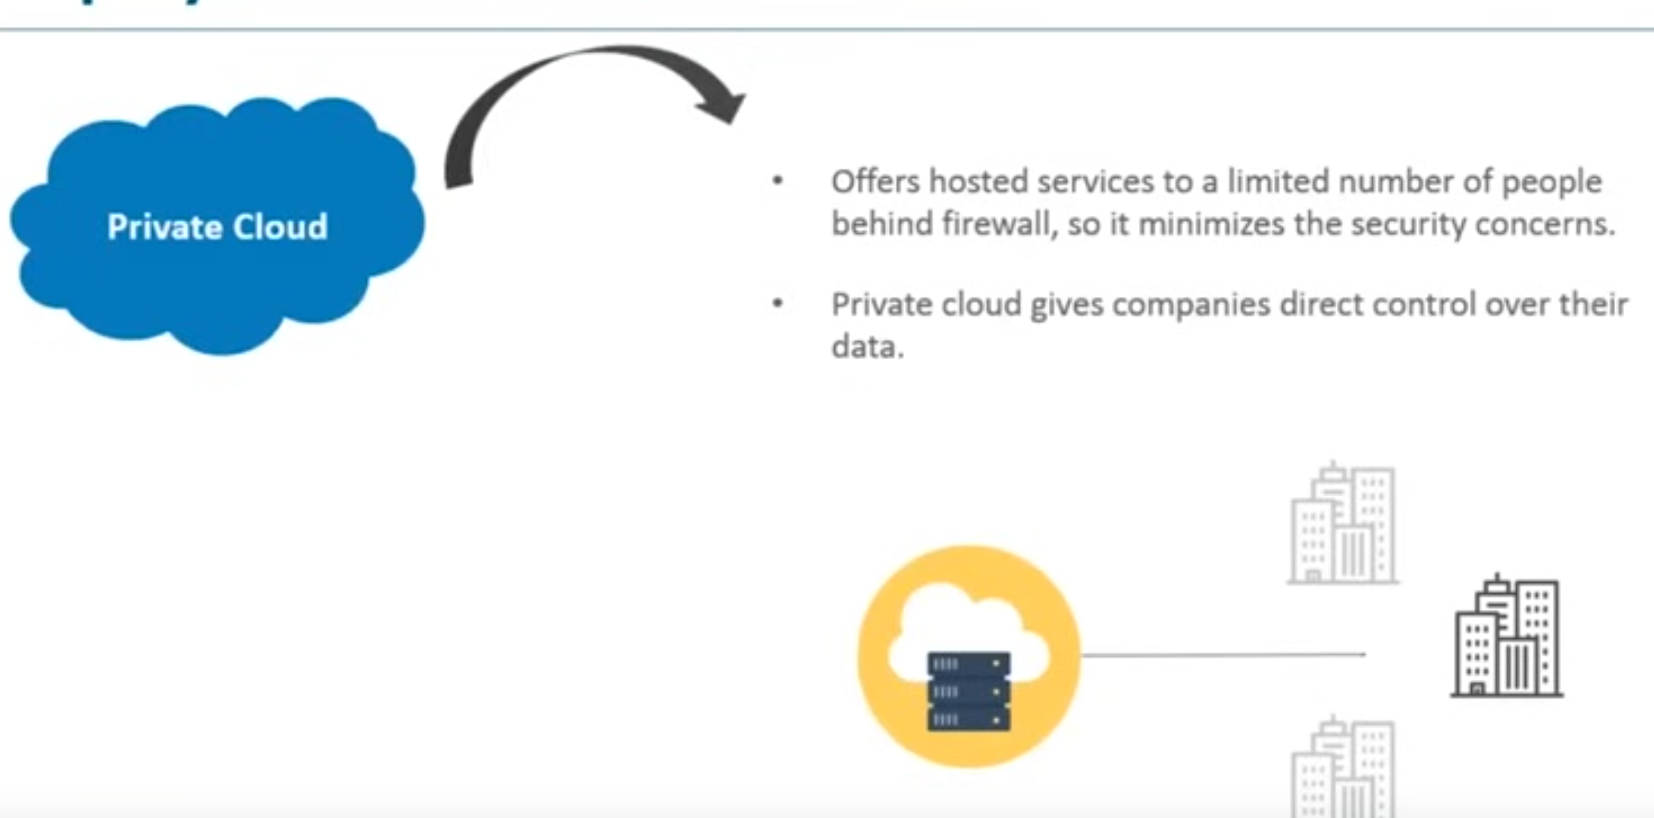 Private Cloud
• Offers hosted services to a limited number of people
behind firewall, so it minimizes the security concerns.
• Private cloud gives companies direct control over their
data.